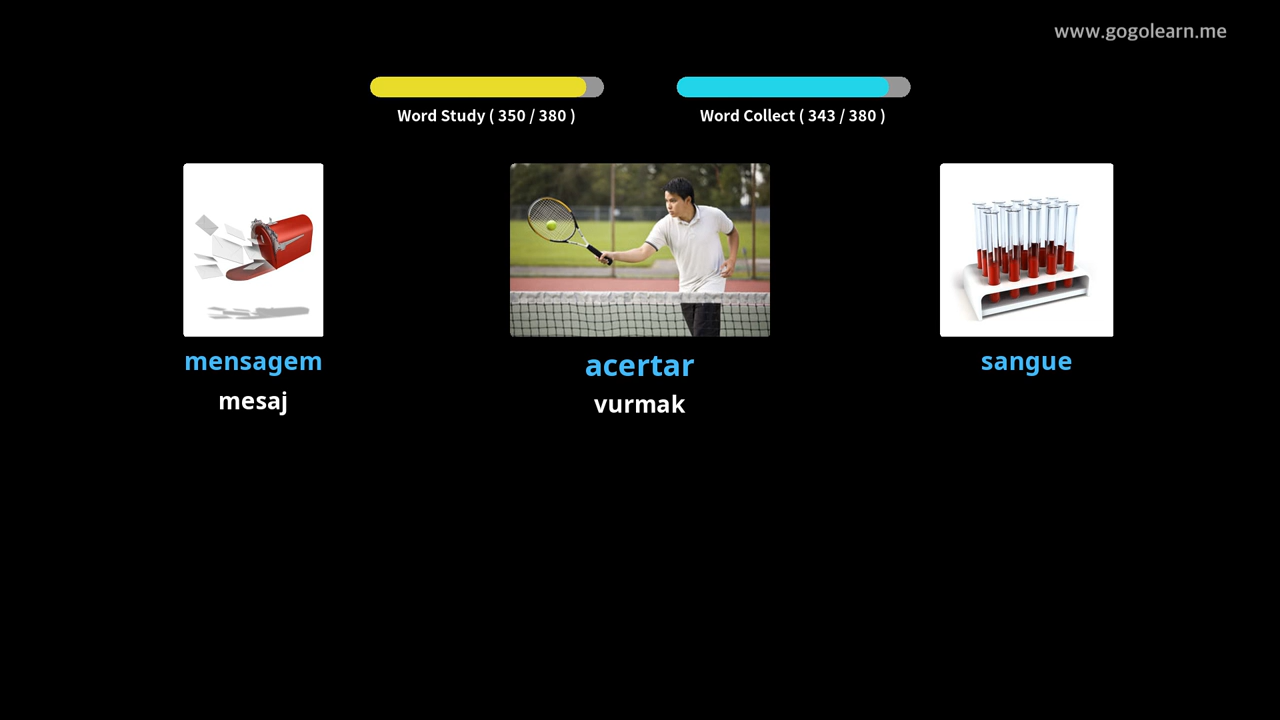 www.gogolearn.me
Word Study ( 350 / 380 )
Word Collect ( 343 / 380 )
mensagem
mesaj
acertar
vurmak
sangue